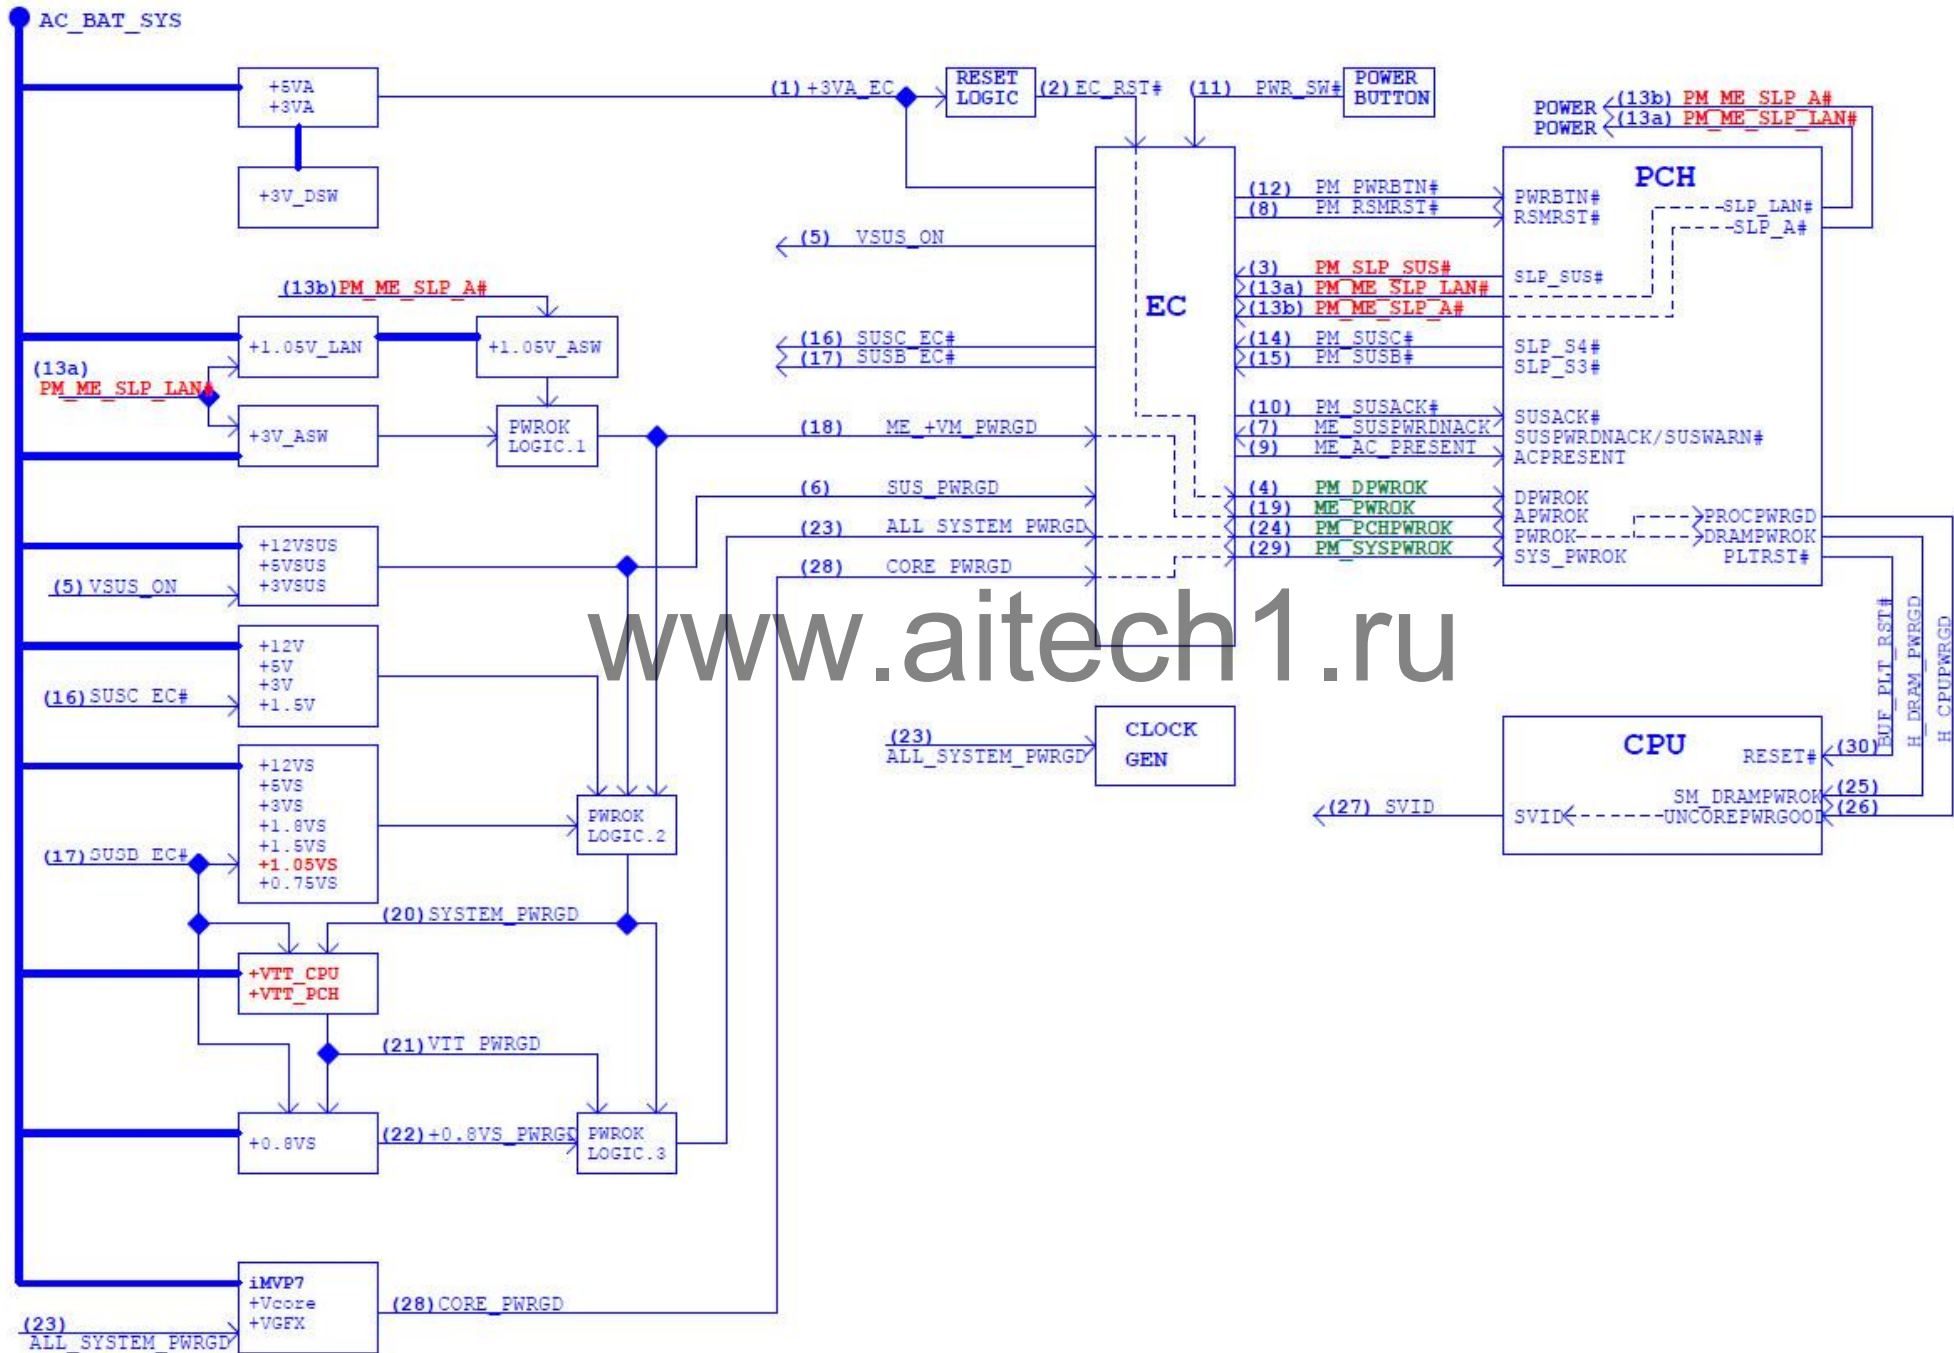 AC_BAT_SYS
+5VA
+3VA
(1) +3VA_EC
RESET
LOGIC
(2) EC_RST#
(11) PWR_SW#
POWER
BUTTON
POWER
(13b) PM_ME_SLP_A#
POWER
(13a) PM_ME_SLP_LAN#
+3V_DSW
PCH
(12) PM_PWRBTN#
(8) PM_RSMRST#
PWRBTN#
RSMRST#
SLP_LAN#
SLP_A#
(5) VSUS_ON
EC
(3) PM_SLP_SUS#
(13a) PM_ME_SLP_LAN#
(13b) PM_ME_SLP_A#
SLP_SUS#
(13b) PM_ME_SLP_A#
+1.05V_LAN
+1.05V_ASW
(13a)
PM_ME_SLP_LAN#
(16) SUSC_EC#
(17) SUSB_EC#
(14) PM_SUSC#
(15) PM_SUSB#
SLP_S4#
SLP_S3#
+3V_ASW
PWROK
LOGIC.1
(18) ME_+VM_PWRGD
(10) PM_SUSACK#
(7) ME_SUSPWRDNACK
(9) ME_AC_PRESENT
SUSACK#
SUSPWRDNACK/SUSWARN#
ACPRESENT
(6) SUS_PWRGD
(23) ALL_SYSTEM_PWRGD
(28) CORE_PWRGD
(4) PM_DPWROK
(19) ME_PWROK
(24) PM_PCHPWROK
(29) PM_SYSPWROK
DPWROK
APWROK
PWROK
SYS_PWROK
PROCPWRGD
DRAMPWROK
PLTRST#
+12VSUS
+5VSUS
+3VSUS
(5) VSUS_ON
www.aitech1.ru
BUF_PLT_RST#
H_DRAM_PWRGD
H_CPUPWRGD
+12V
+5V
+3V
+1.5V
(16) SUSC_EC#
CLOCK
GEN
(23)
ALL_SYSTEM_PWRGD
CPU
RESET#
(30)
SM_DRAMPWROK
(25)
UNCOREPWRGOOD
(26)
SVID
(27) SVID
+12VS
+5VS
+3VS
+1.8VS
+1.5VS
+1.05VS
+0.75VS
(17) SUSB_EC#
PWROK
LOGIC.2
(20) SYSTEM_PWRGD
+VTT_CPU
+VTT_PCH
(21) VTT_PWRGD
+0.8VS
(22) +0.8VS_PWRGD
PWROK
LOGIC.3
iMVP7
+Vcore
+VGFX
(28) CORE_PWRGD
(23)
ALL_SYSTEM_PWRGD